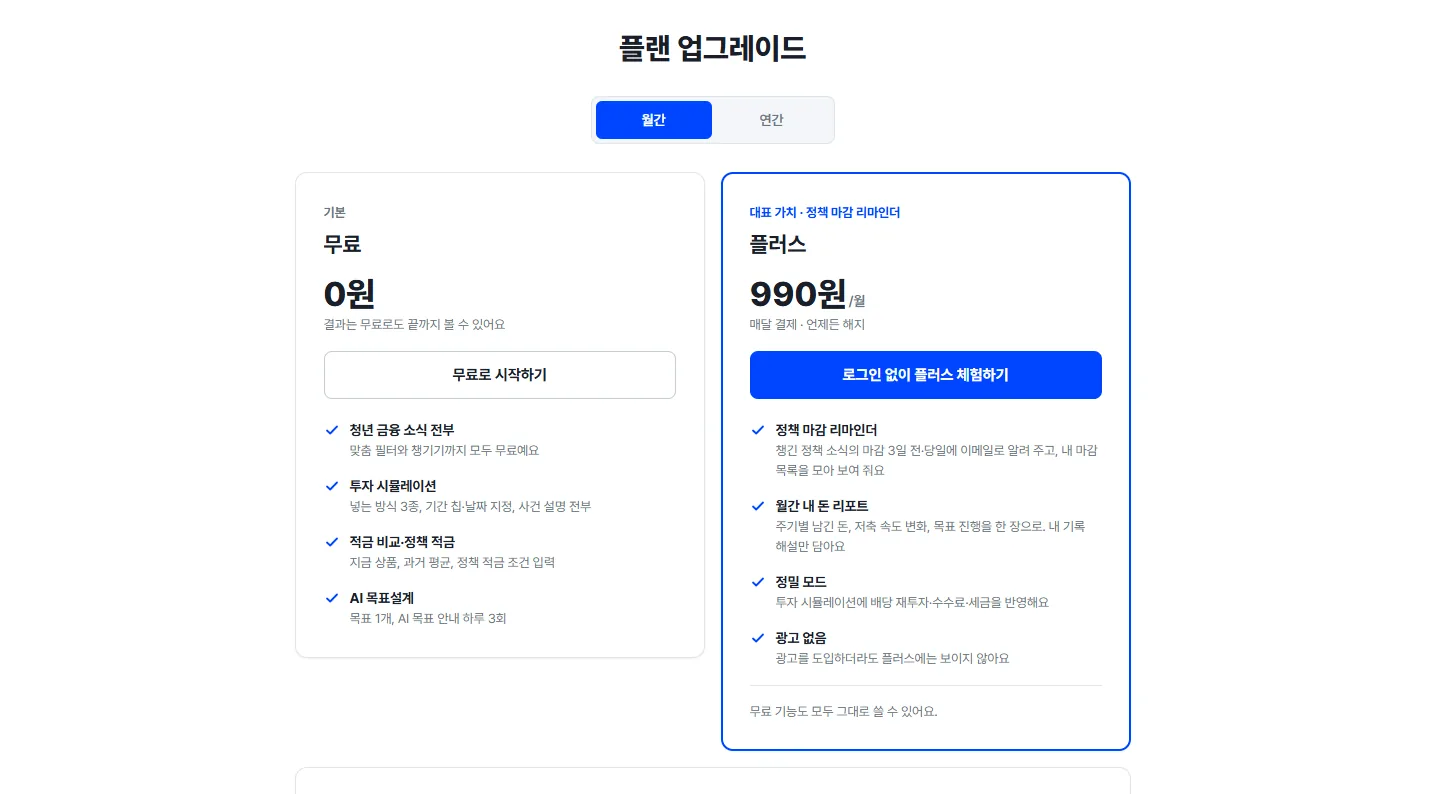 플랜 업그레이드
월간
연간
기본
무료
0원
결과는 무료로도 끝까지 볼 수 있어요
무료로 시작하기
청년 금융 소식 전부
맞춤 필터와 챙기기까지 모두 무료예요
투자 시뮬레이션
넣는 방식 3종, 기간 칩·날짜 지정, 사건 설명 전부
적금 비교·정책 적금
지금 상품, 과거 평균, 정책 적금 조건 입력
AI 목표설계
목표 1개, AI 목표 안내 하루 3회
대표 가치 · 정책 마감 리마인더
플러스
990원/월
매달 결제 · 언제든 해지
로그인 없이 플러스 체험하기
정책 마감 리마인더
챙긴 정책 소식의 마감 3일 전·당일에 이메일로 알려 주고, 내 마감
목록을 모아 보여 줘요
월간 내 돈 리포트
주기별 남긴 돈, 저축 속도 변화, 목표 진행을 한 장으로. 내 기록
해설만 담아요
정밀 모드
투자 시뮬레이션에 배당 재투자·수수료·세금을 반영해요
광고 없음
광고를 도입하더라도 플러스에는 보이지 않아요
무료 기능도 모두 그대로 쓸 수 있어요.